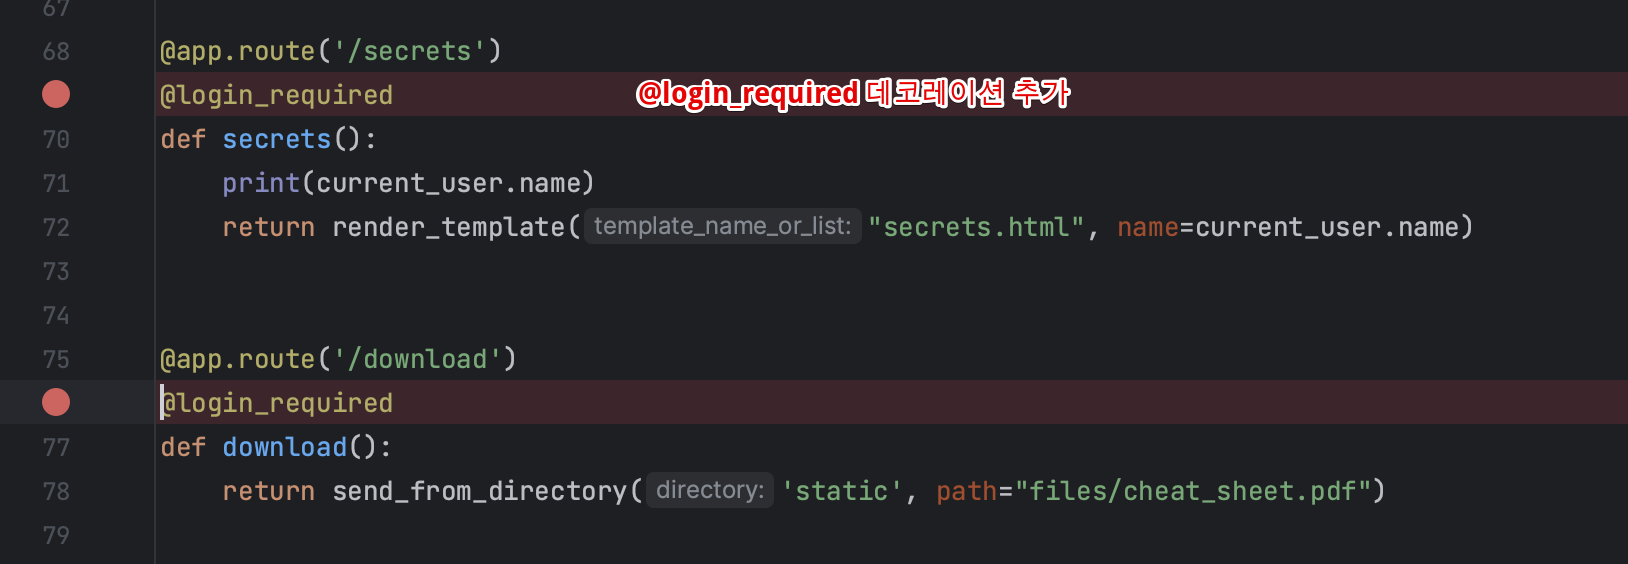 67
68 @app.route('/secrets')
@login_required @login_required 데코레이션 추가
70 def secrets():
71 print(current_user.name)
72 return render_template( template_name_or_list: "secrets.html", name=current_user.name)
73
74
75 @app.route('/download')
@login_required
77 def download():
78 return send_from_directory( directory: 'static', path="files/cheat_sheet.pdf")
79